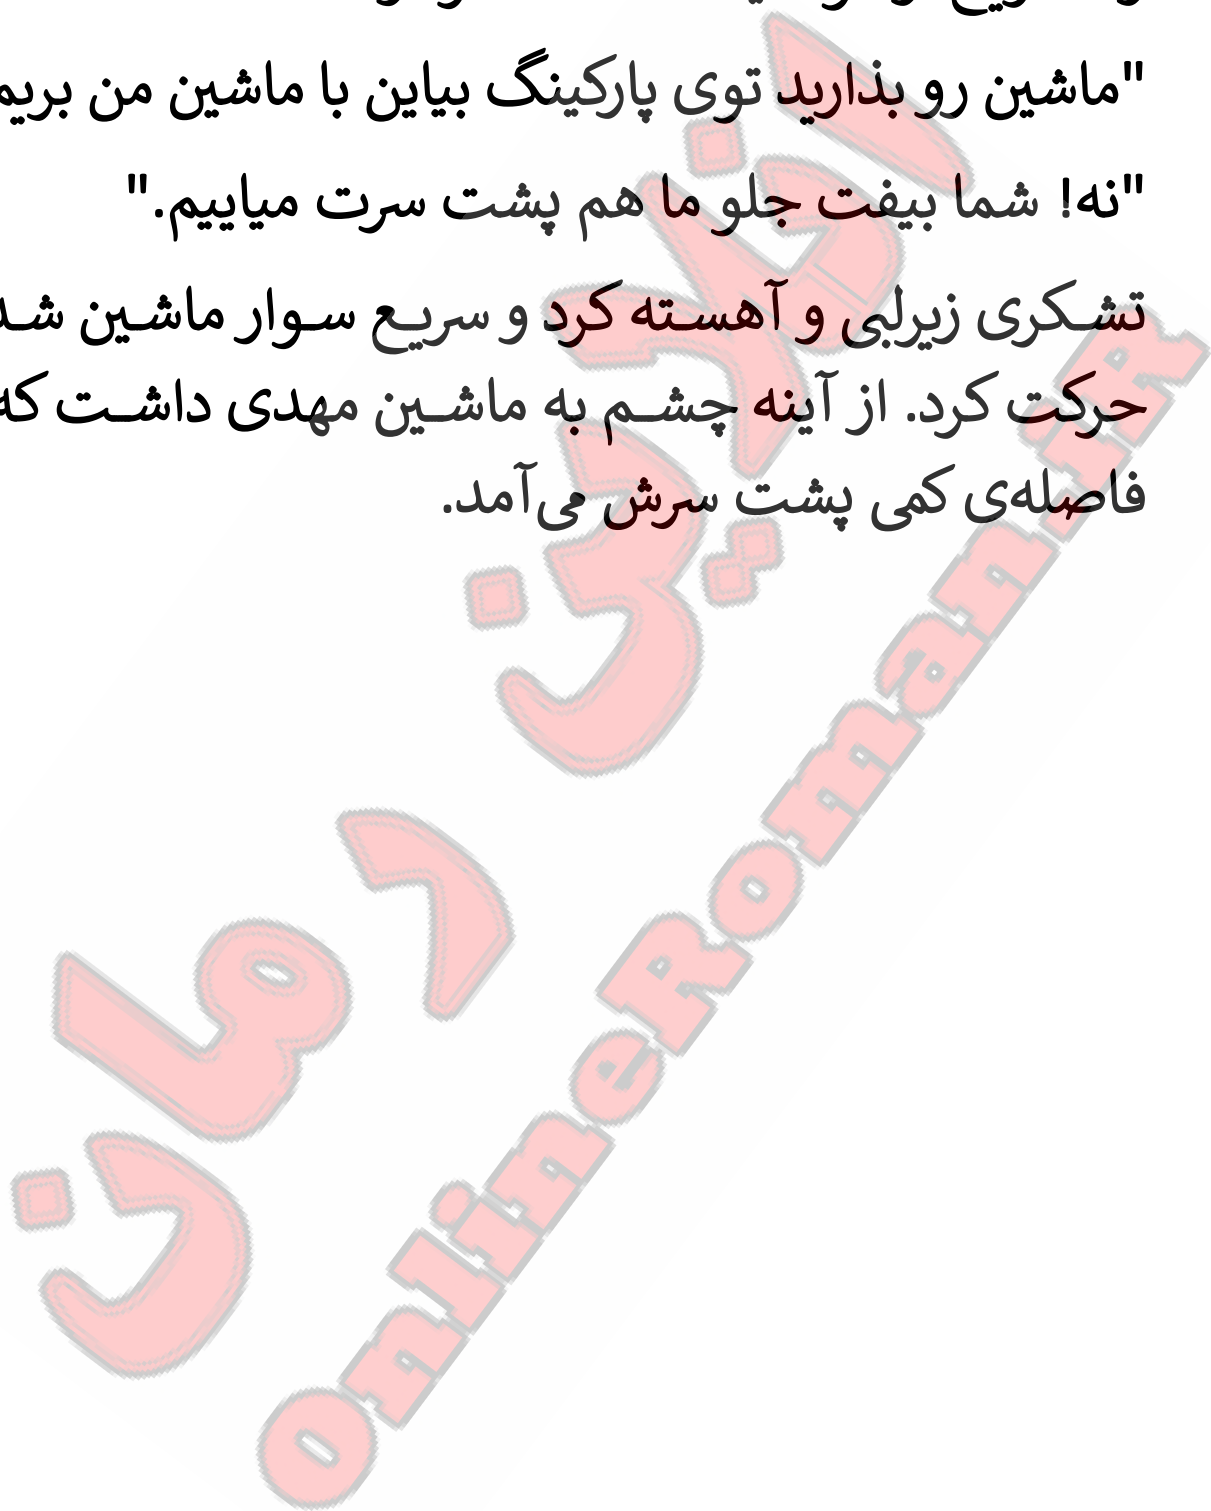 "ماشین رو بذارید توی پارکینگ بیاین با ماشین من بریم
"نه! شما بیفت جلو ما هم پشت سرت میاییم."
تشکری زیرلبی و آهسته کرد و سریع سوار ماشین شد
حرکت کرد. از آینه چشم به ماشین مهدی داشت که
فاصله‌ی کمی پشت سرش می‌آمد.
آنلاین رمان
onlineRoman.iR